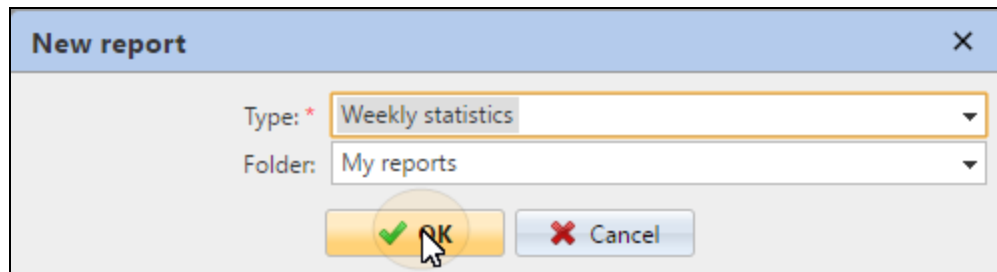 New report
Type: * Weekly statistics
Folder: My reports
OK Cancel